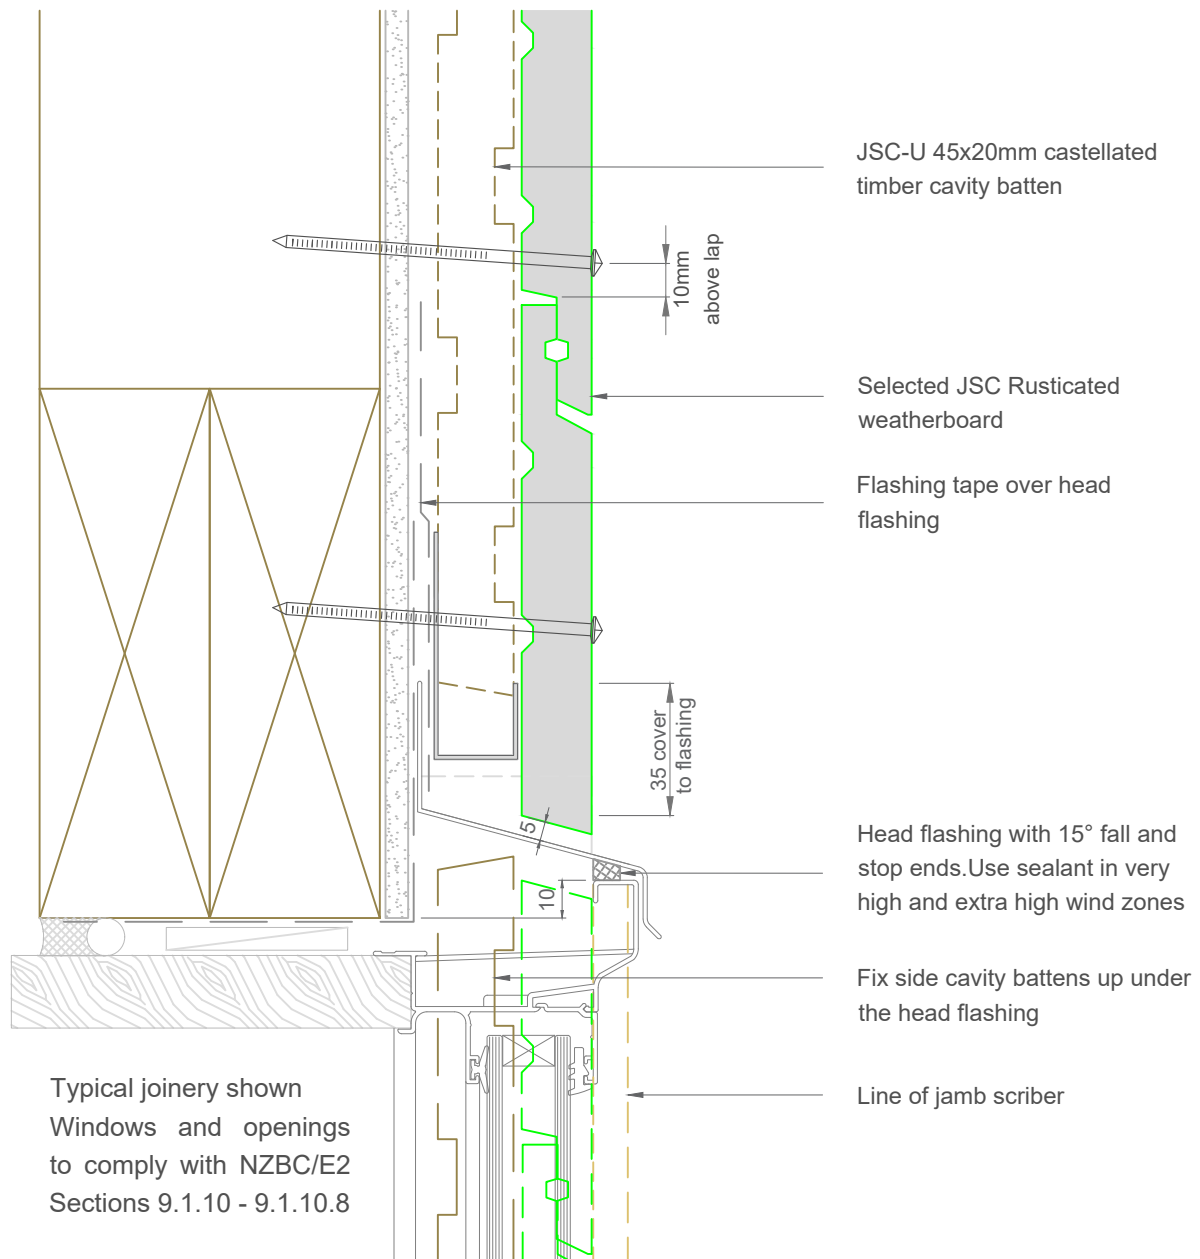 JSC-U 45x20mm castellated
timber cavity batten
10mm
above lap
Selected JSC Rusticated
weatherboard
Flashing tape over head
flashing
35 cover
to flashing
5
Head flashing with 15° fall and
stop ends.Use sealant in very
high and extra high wind zones
10
Fix side cavity battens up under
the head flashing
Line of jamb scriber
Typical joinery shown
Windows and openings
to comply with NZBC/E2
Sections 9.1.10 - 9.1.10.8